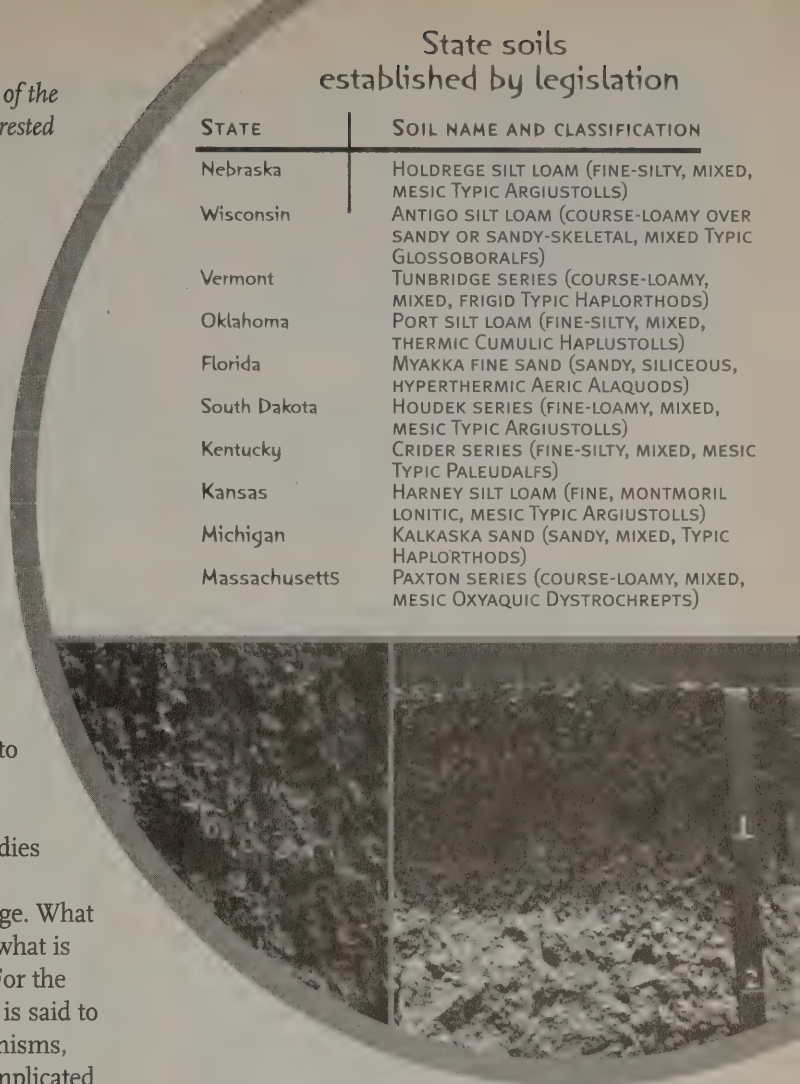 of the
rested
State soils
established by legislation
STATE SOIL NAME AND CLASSIFICATION
Nebraska HOLDREGE SILT LOAM (FINE-SILTY, MIXED,
MESIC TYPIC ARGIUSTOLLS)
Wisconsin ANTIGO SILT LOAM (COURSE-LOAMY OVER
SANDY OR SANDY-SKELETAL, MIXED TYPIC
GLOSSOBORALFS)
Vermont TUNBRIDGE SERIES (COURSE-LOAMY,
MIXED, FRIGID TYPIC HAPLORTHODS)
Oklahoma PORT SILT LOAM (FINE-SILTY, MIXED,
THERMIC CUMULIC HAPLUSTOLLS)
Florida MYAKKA FINE SAND (SANDY, SILICEOUS,
HYPERTHERMIC AERIC ALAQUODS)
South Dakota HOUDEK SERIES (FINE-LOAMY, MIXED,
MESIC TYPIC ARGIUSTOLLS)
Kentucky CRIDER SERIES (FINE-SILTY, MIXED, MESIC
TYPIC PALEUDALFS)
Kansas HARNEY SILT LOAM (FINE, MONTMORIL
LONITIC, MESIC TYPIC ARGIUSTOLLS)
Michigan KALKASKA SAND (SANDY, MIXED, TYPIC
HAPLORTHODS)
Massachusetts PAXTON SERIES (COURSE-LOAMY, MIXED,
MESIC OXYAQUIC DYSTROCHREPTS)
to
dies
ge. What
what is
For the
is said to
nisms,
mplicated
1
2